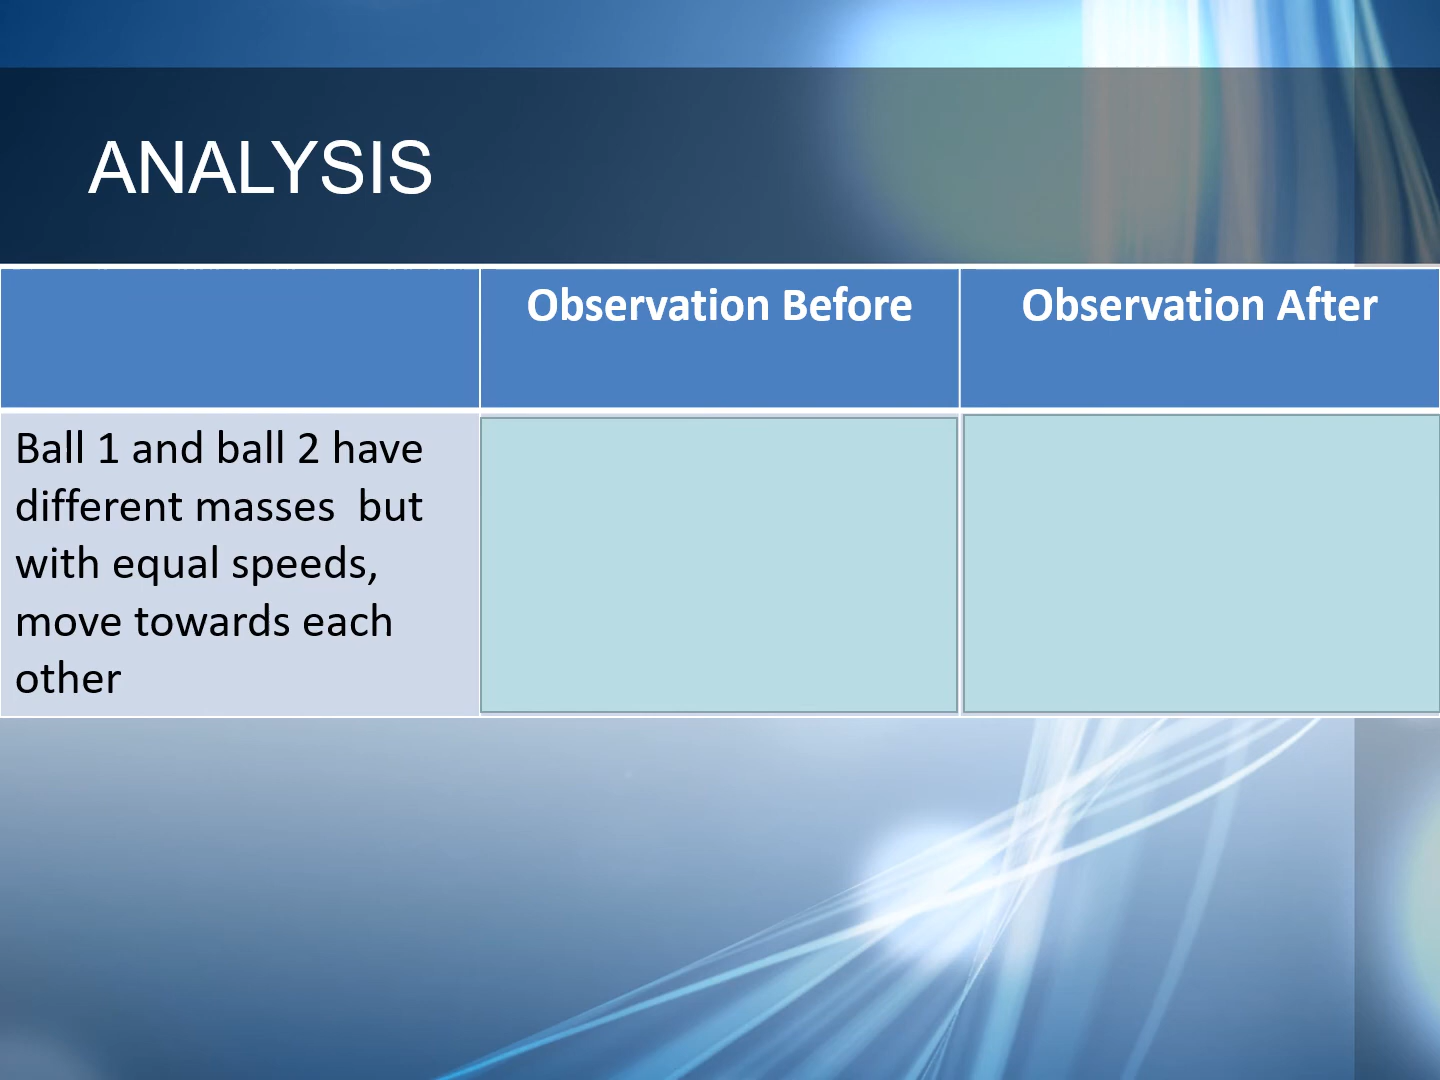 ANALYSIS
Observation Before
Observation After
Ball 1 and ball 2 have
different masses  but
with equal speeds,
move towards each
other